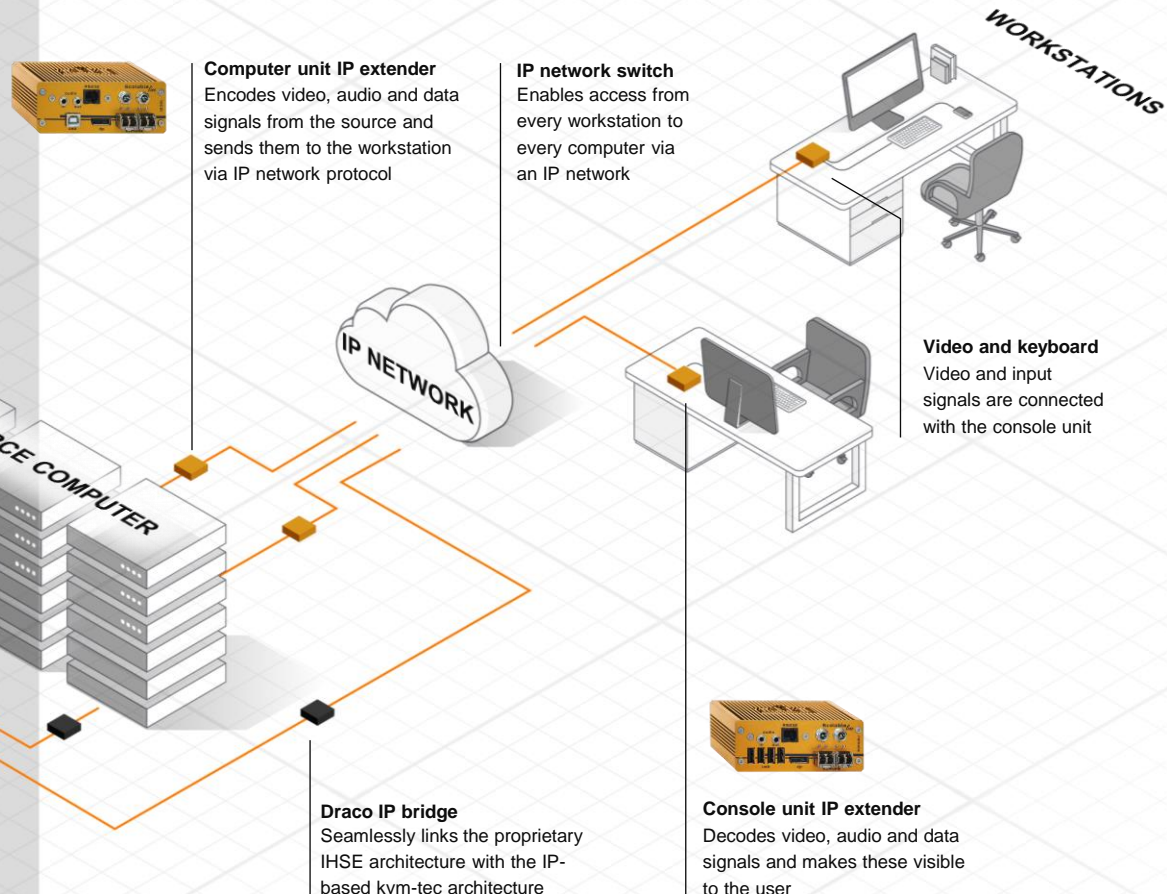 WORKSTATIONS
Computer unit IP extender
Encodes video, audio and data
signals from the source and
sends them to the workstation
via IP network protocol
IP network switch
Enables access from
every workstation to
every computer via
an IP network
IP NETWORK
Video and keyboard
Video and input
signals are connected
with the console unit
COMPUTER
Draco IP bridge
Seamlessly links the proprietary
IHSE architecture with the IP-
based kvm-tec architecture
Console unit IP extender
Decodes video, audio and data
signals and makes these visible
to the user